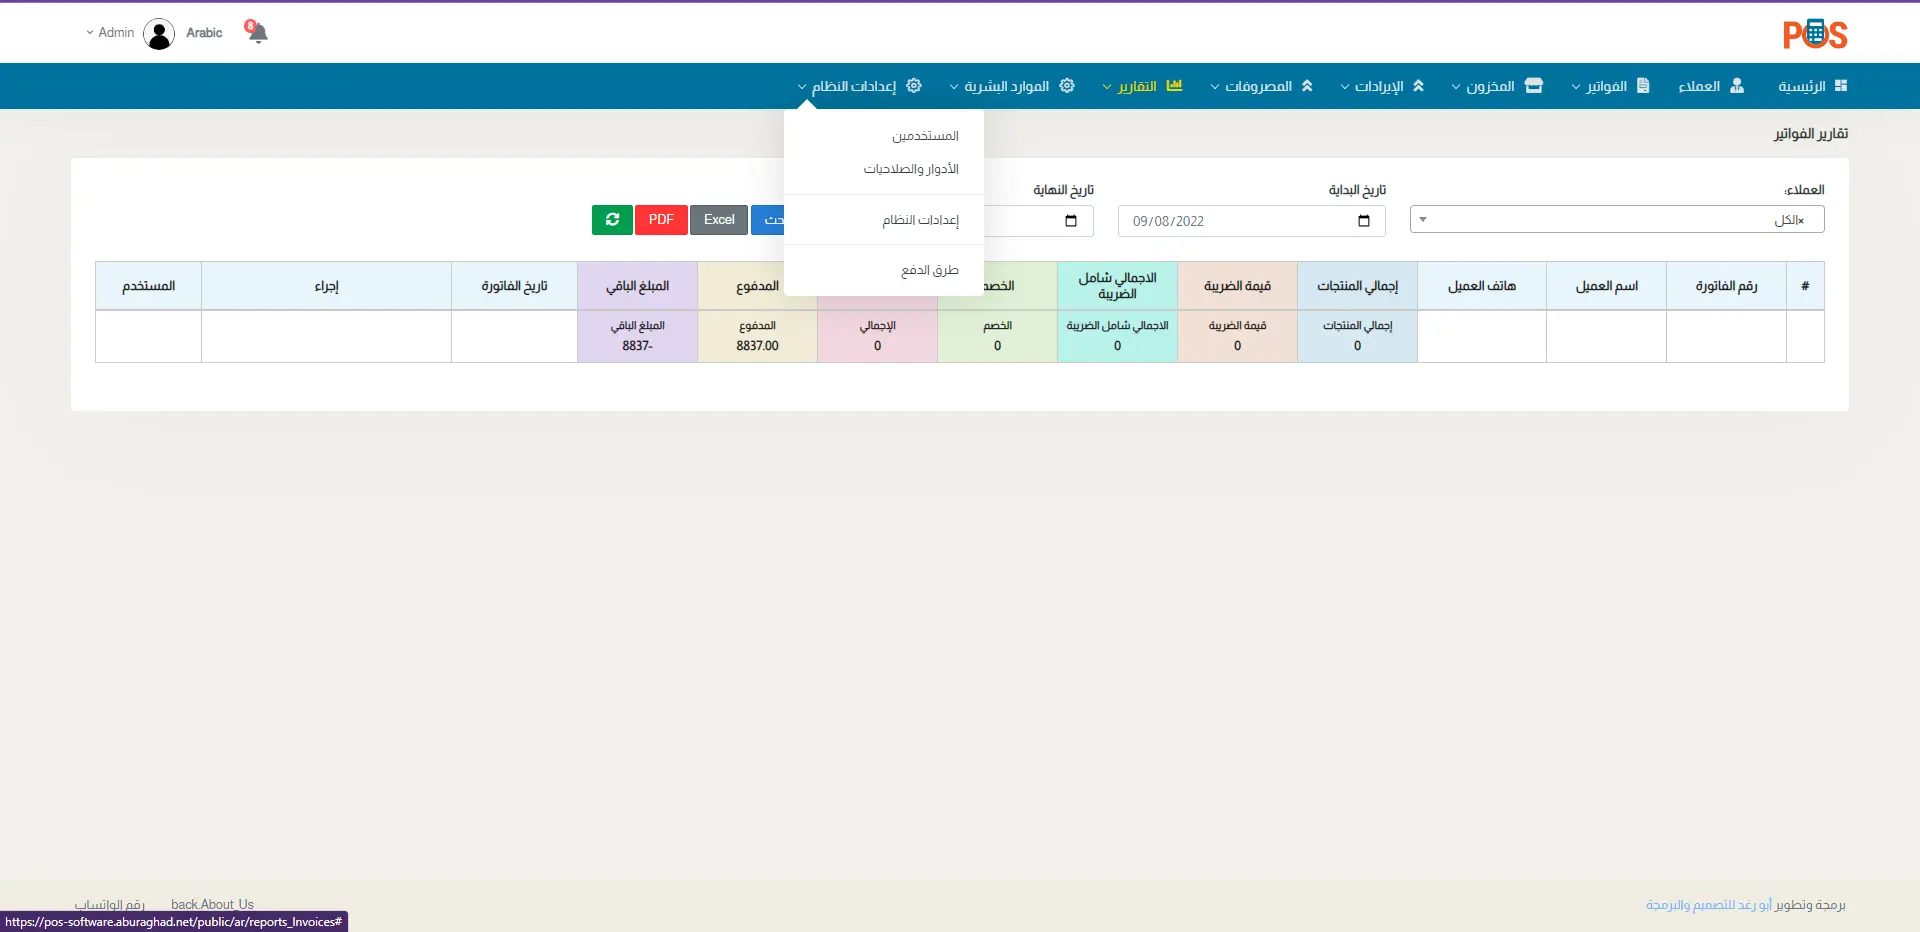 POS
8
Arabic
Admin
الرئيسية
العملاء
الفواتير
المخزون
الإيرادات
المصروفات
التقارير
الموارد البشرية
إعدادات النظام
المستخدمين
الأدوار والصلاحيات
إعدادات النظام
طرق الدفع
تقارير الفواتير
العملاء:
×الكل
تاريخ البداية
09/08/2022
تاريخ النهاية
Excel
PDF
#
رقم الفاتورة
اسم العميل
هاتف العميل
إجمالي المنتجات
قيمة الضريبة
الاجمالي شامل
الضريبة
الخصم
المدفوع
المبلغ الباقي
تاريخ الفاتورة
إجراء
المستخدم
إجمالي المنتجات
0
قيمة الضريبة
0
الاجمالي شامل الضريبة
0
الخصم
0
الإجمالي
0
المدفوع
8837.00
المبلغ الباقي
8837-
برمجة وتطوير أبو رغد للتصميم والبرمجة
back.About_Us
رقم الواتساب
https://pos-software.aburaghad.net/public/ar/reports_Invoices#